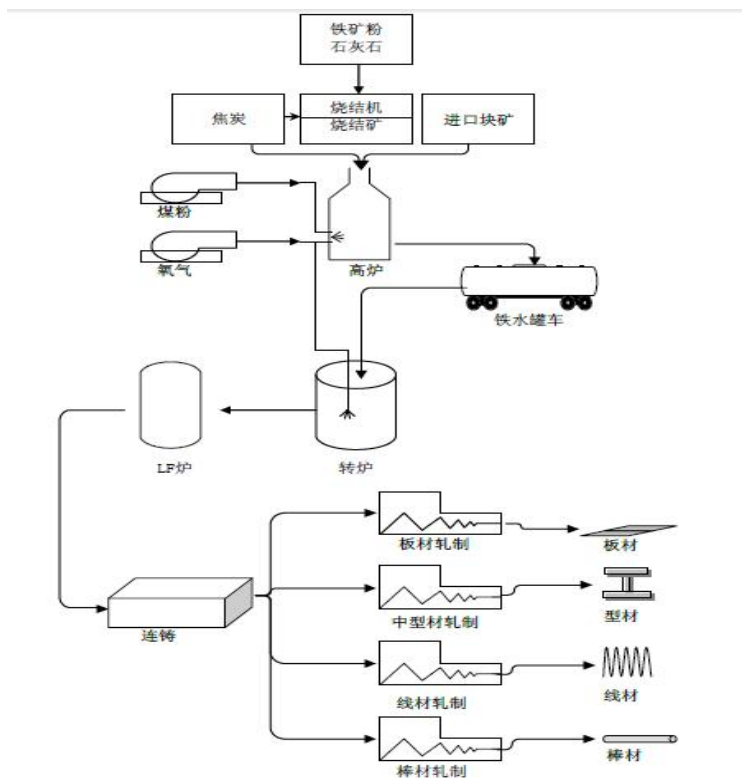 铁矿粉
石灰石
焦炭
烧结机
烧结矿
进口块矿
煤粉
氧气
高炉
铁水罐车
LF炉
转炉
板材轧制
板材
中型材轧制
型材
连铸
线材轧制
线材
棒材轧制
棒材